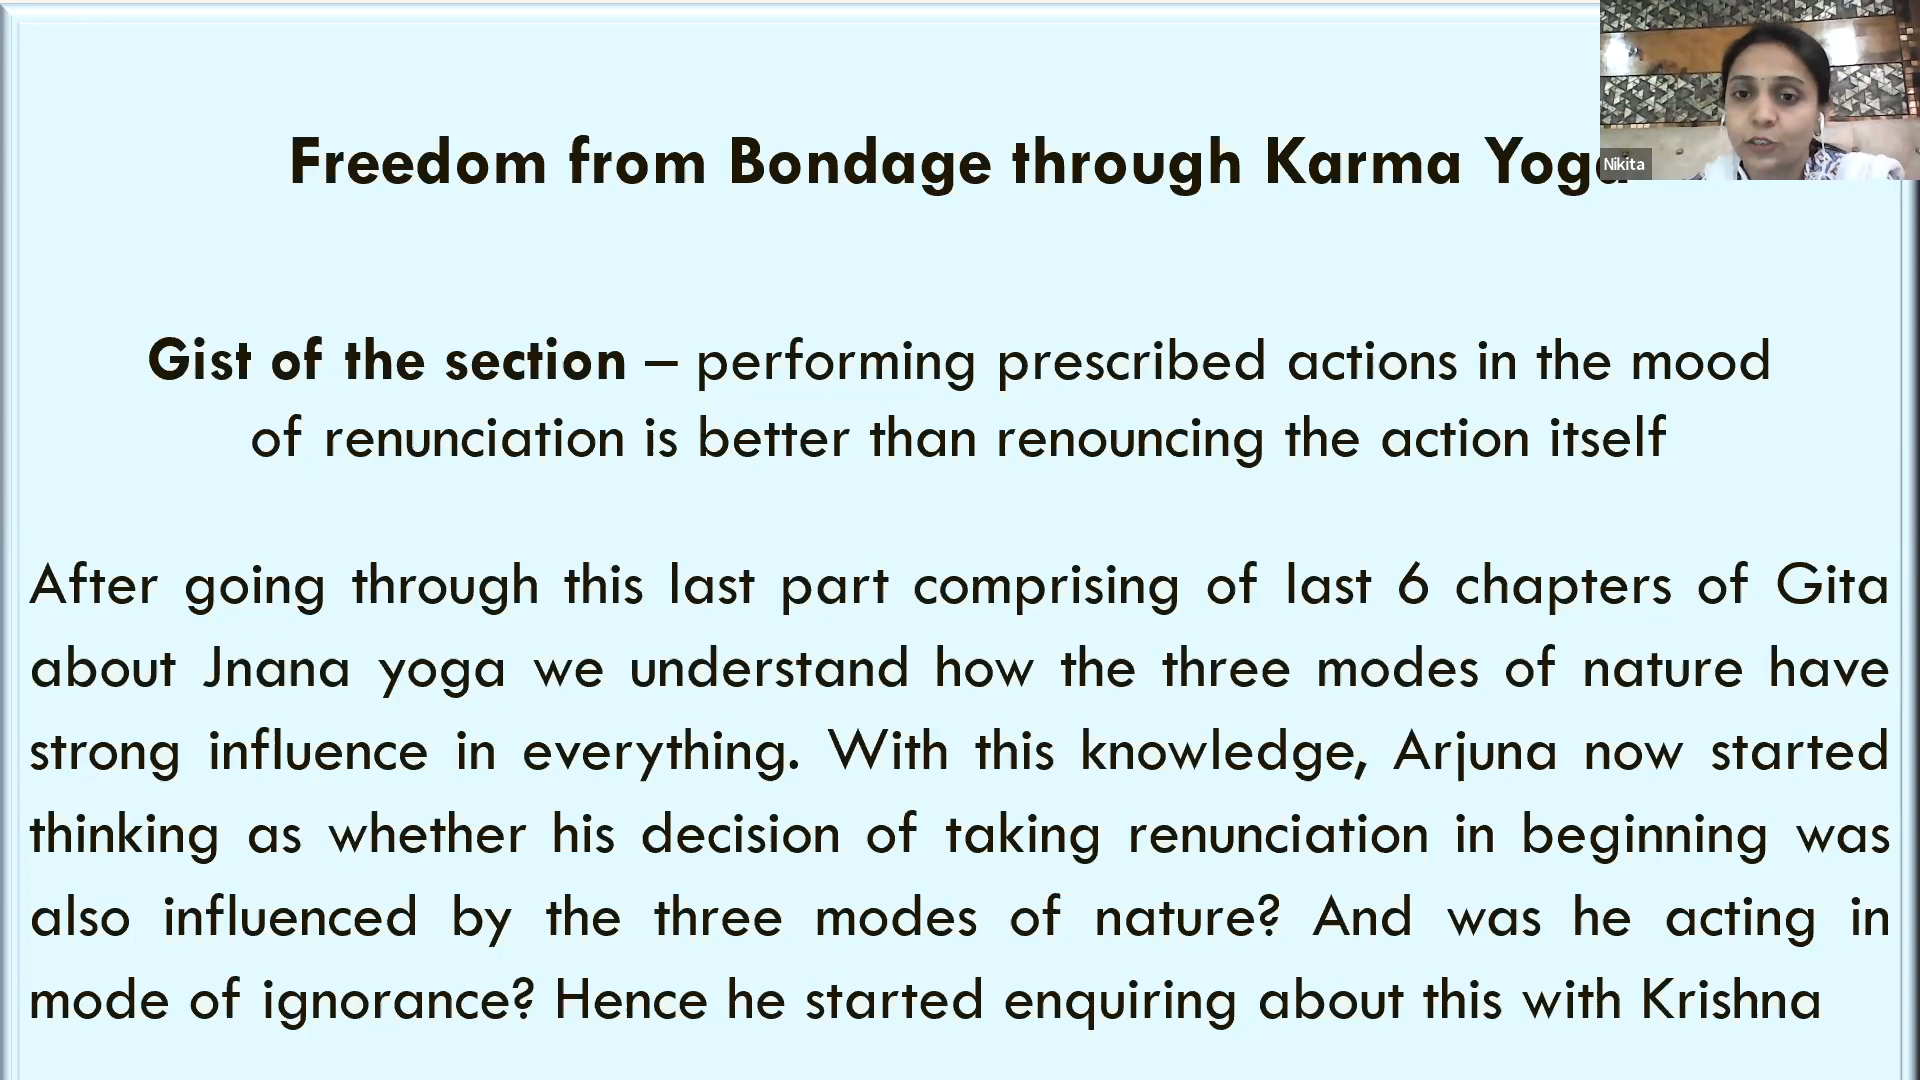 Freedom from Bondage through Karma Yoga
Nikita
Gist of the section – performing prescribed actions in the mood
of renunciation is better than renouncing the action itself
After going through this last part comprising of last 6 chapters of Gita
about Jnana yoga we understand how the three modes of nature have
strong influence in everything. With this knowledge, Arjuna now started
thinking as whether his decision of taking renunciation in beginning was
also influenced by the three modes of nature? And was he acting in
mode of ignorance? Hence he started enquiring about this with Krishna